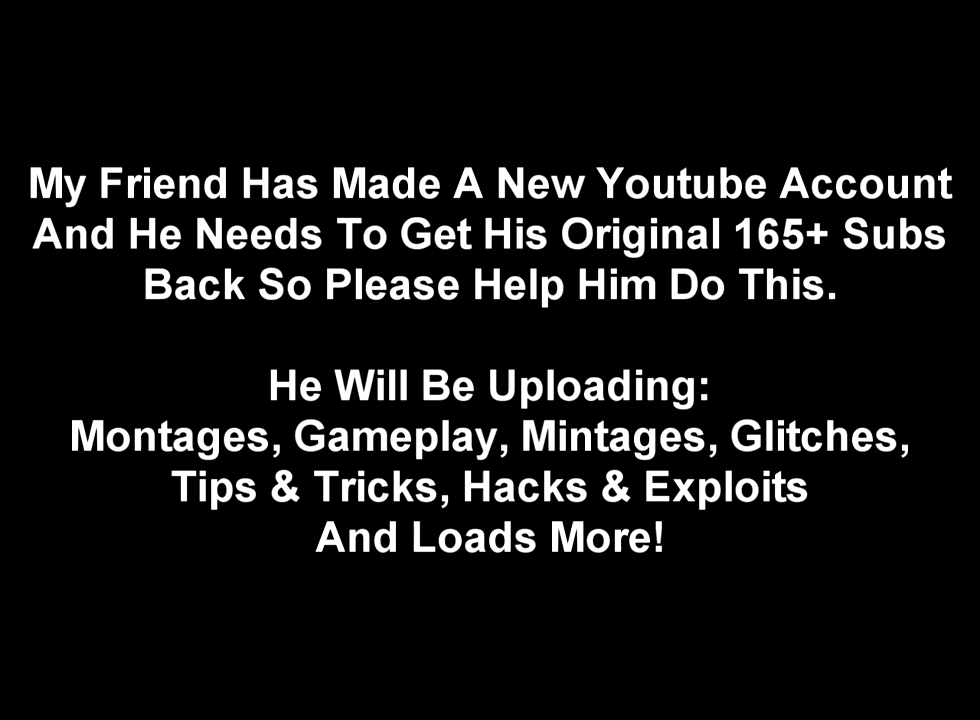 My Friend Has Made A New Youtube Account
And He Needs To Get His Original 165+ Subs
Back So Please Help Him Do This.
He Will Be Uploading:
Montages, Gameplay, Mintages, Glitches,
Tips & Tricks, Hacks & Exploits
And Loads More!